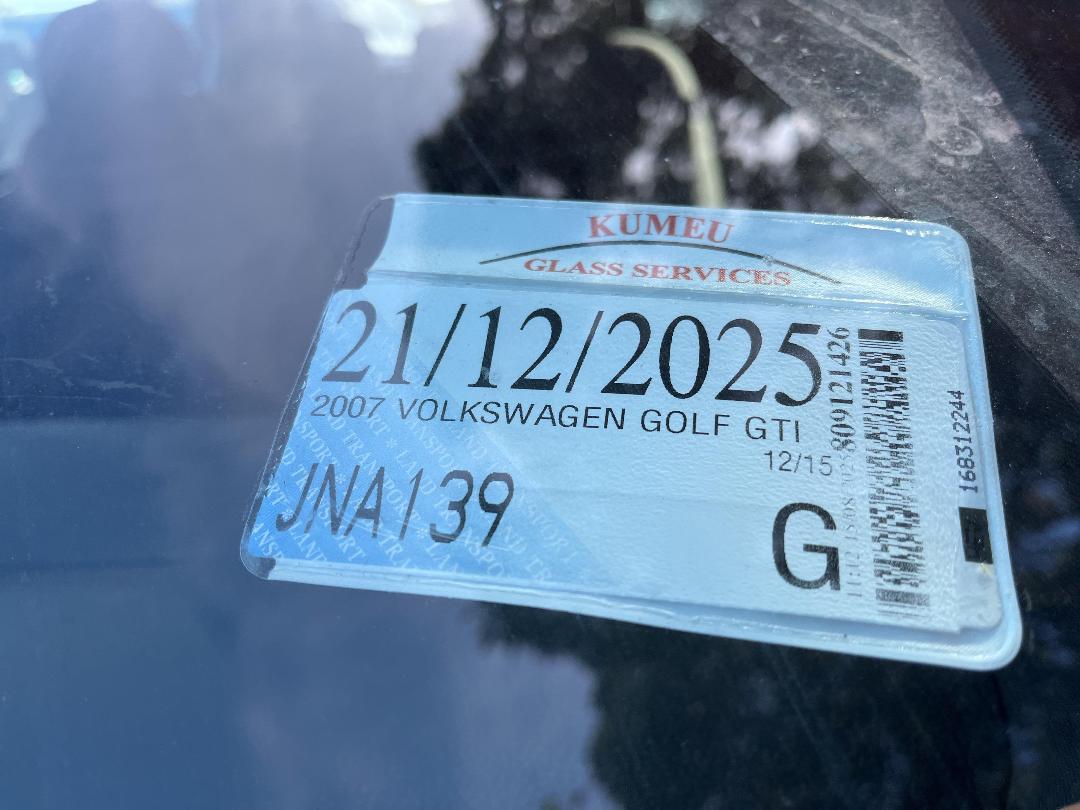 KUMEU
GLASS SERVICES
21/12/2025
2007 VOLKSWAGEN GOLF GTI
12/15
JNA139
G
809121426
168312244